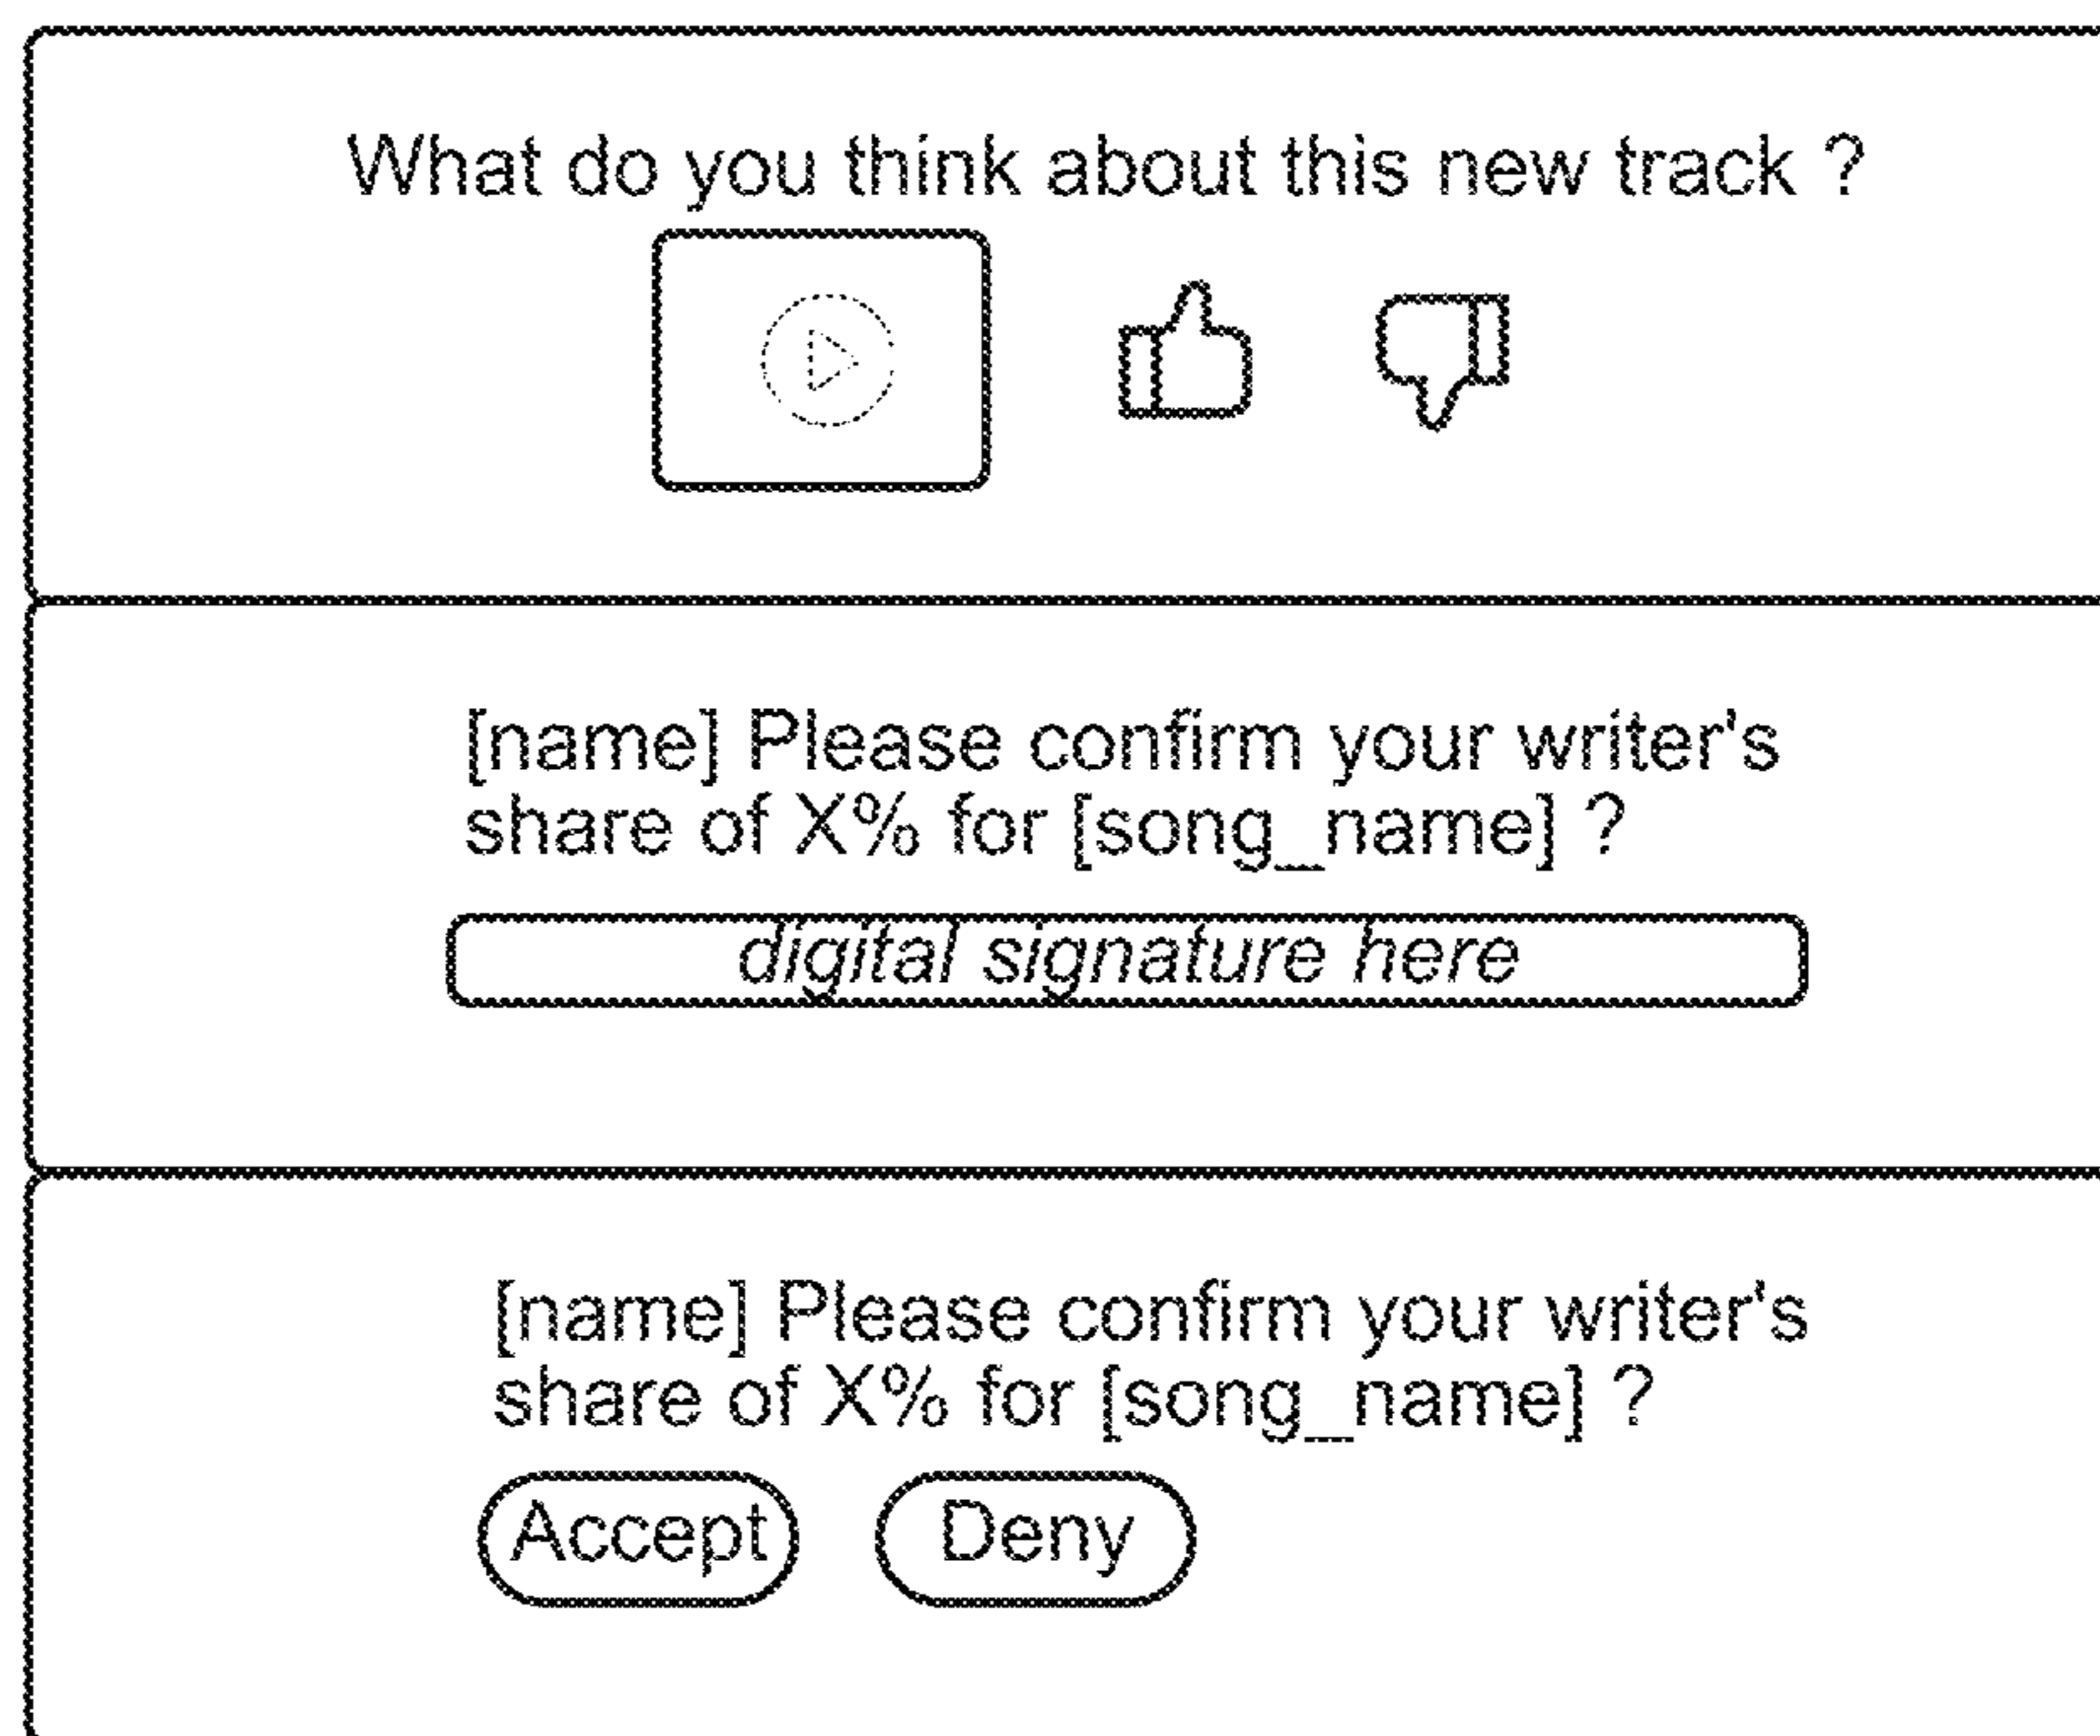 What do you think about this new track ?
[name] Please confirm your writer's
share of X% for [song_name] ?
digital signature here
[name] Please confirm your writer's
share of X% for [song_name] ?
Accept Deny